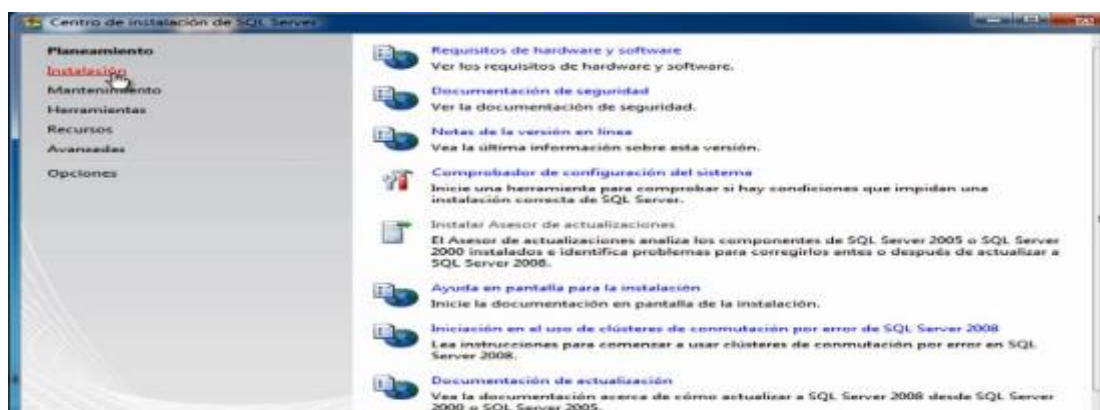 Centro de instalación de SQL Server
Planeamiento
Instalación
Mantenimiento
Herramientas
Recursos
Avanzadas
Opciones
Requisitos de hardware y software
Ver los requisitos de hardware y software.
Documentación de seguridad
Ver la documentación de seguridad.
Notas de la versión en línea
Vea la última información sobre esta versión.
Comprobador de configuración del sistema
Inicie una herramienta para comprobar si hay condiciones que impidan una
instalación correcta de SQL Server.
Instalar Asesor de actualizaciones
El Asesor de actualizaciones analiza los componentes de SQL Server 2005 o SQL Server
2000 instalados e identifica problemas para corregirlos antes o después de actualizar a
SQL Server 2008.
Ayuda en pantalla para la instalación
Inicie la documentación en pantalla de la instalación.
Iniciación en el uso de clústeres de conmutación por error de SQL Server 2008
Lea instrucciones para comenzar a usar clústeres de conmutación por error en SQL
Server 2008.
Documentación de actualización
Vea la documentación acerca de cómo actualizar a SQL Server 2008 desde SQL Server
2000 o SQL Server 2005.